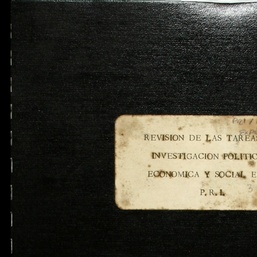 REVISION DE LAS TAREAS
INVESTIGACION POLITIC
ECONOMICA Y SOCIAL E
P.R.I.